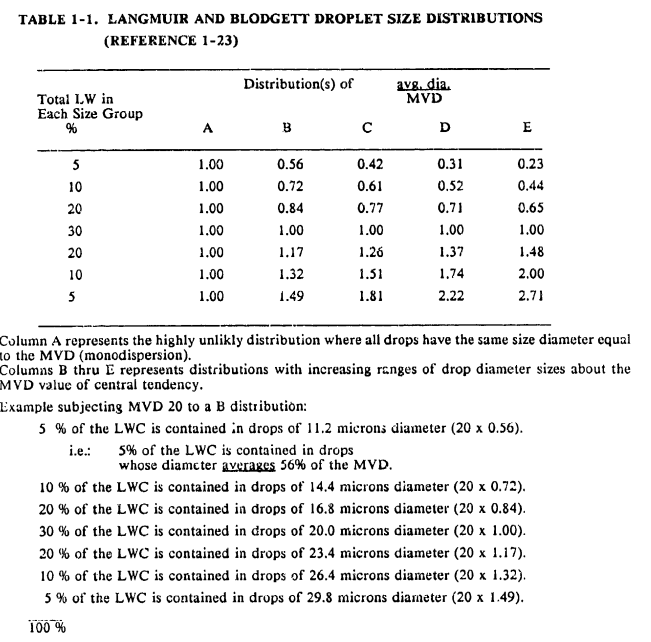 TABLE 1-1. LANGMUIR AND BLODGETT DROPLET SIZE DISTRIBUTIONS
(REFERENCE 1-23)
Distribution(s) of avg. dia.
MVD
Total LW in
Each Size Group
% A B C D E
5 1.00 0.56 0.42 0.31 0.23
10 1.00 0.72 0.61 0.52 0.44
20 1.00 0.84 0.77 0.71 0.65
30 1.00 1.00 1.00 1.00 1.00
20 1.00 1.17 1.26 1.37 1.48
10 1.00 1.32 1.51 1.74 2.00
5 1.00 1.49 1.81 2.22 2.71
Column A represents the highly unlikely distribution where all drops have the same size diameter equal
to the MVD (monodispersion).
Columns B thru E represents distributions with increasing ranges of drop diameter sizes about the
MVD value of central tendency.
Example subjecting MVD 20 to a B distribution:
5 % of the LWC is contained in drops of 11.2 microns diameter (20 x 0.56).
i.e.: 5% of the LWC is contained in drops
whose diameter averages 56% of the MVD.
10 % of the LWC is contained in drops of 14.4 microns diameter (20 x 0.72).
20 % of the LWC is contained in drops of 16.8 microns diameter (20 x 0.84).
30 % of the LWC is contained in drops of 20.0 microns diameter (20 x 1.00).
20 % of the LWC is contained in drops of 23.4 microns diameter (20 x 1.17).
10 % of the LWC is contained in drops of 26.4 microns diameter (20 x 1.32).
5 % of the LWC is contained in drops of 29.8 microns diameter (20 x 1.49).
100 %